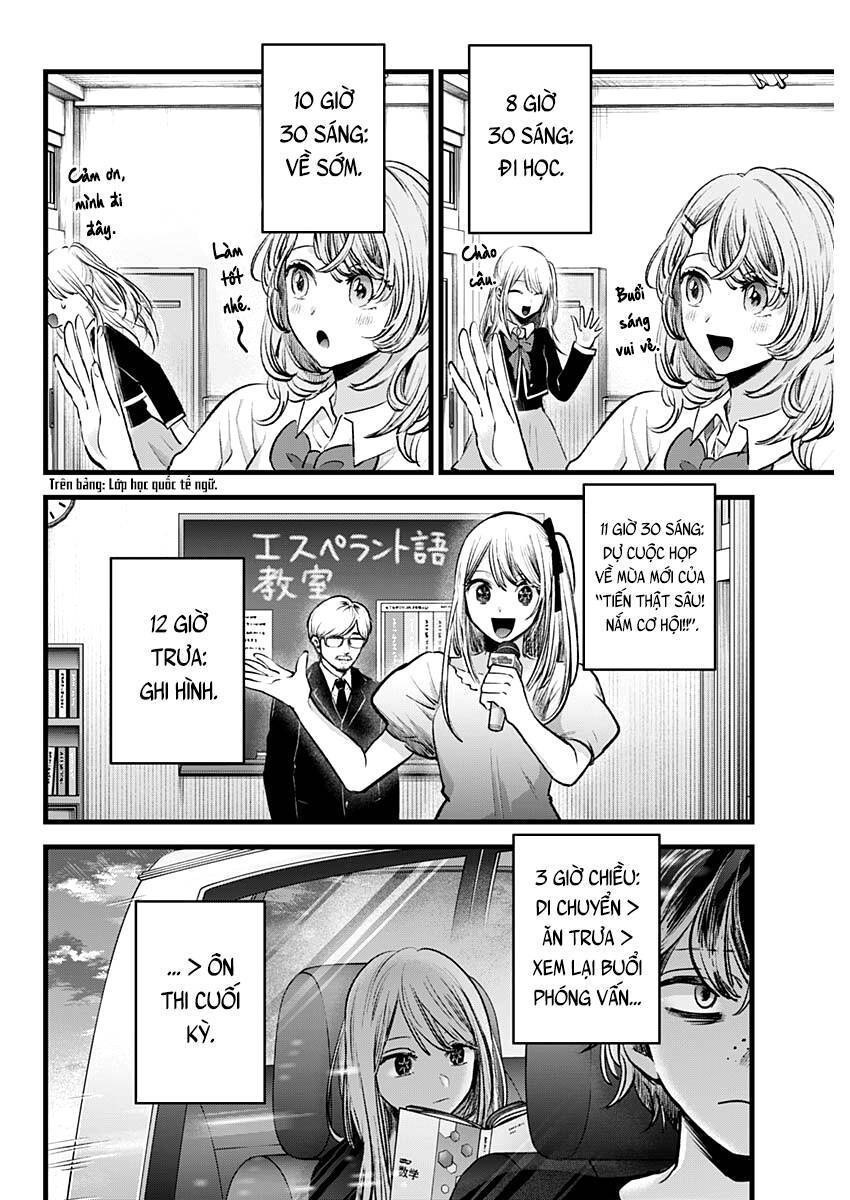 8 GIỜ
30 SÁNG:
ĐI HỌC.
Chào
cậu.
Buổi
sáng
vui vẻ.
10 GIỜ
30 SÁNG:
VỀ SỚM.
Làm
tốt
nhé.
Cảm ơn,
mình đi
đây.
Trên bảng: Lớp học quốc tế ngữ.
11 GIỜ 30 SÁNG:
DỰ CUỘC HỌP
VỀ MÙA MỚI CỦA
“TIẾN THẬT SÂU!
NẮM CƠ HỘI!!”.
エスペラント語
教室
12 GIỜ
TRƯA:
GHI HÌNH.
3 GIỜ CHIỀU:
DI CHUYỂN >
ĂN TRƯA >
XEM LẠI BUỔI
PHÓNG VẤN...
... > ÔN
THI CUỐI
KỲ.
数学